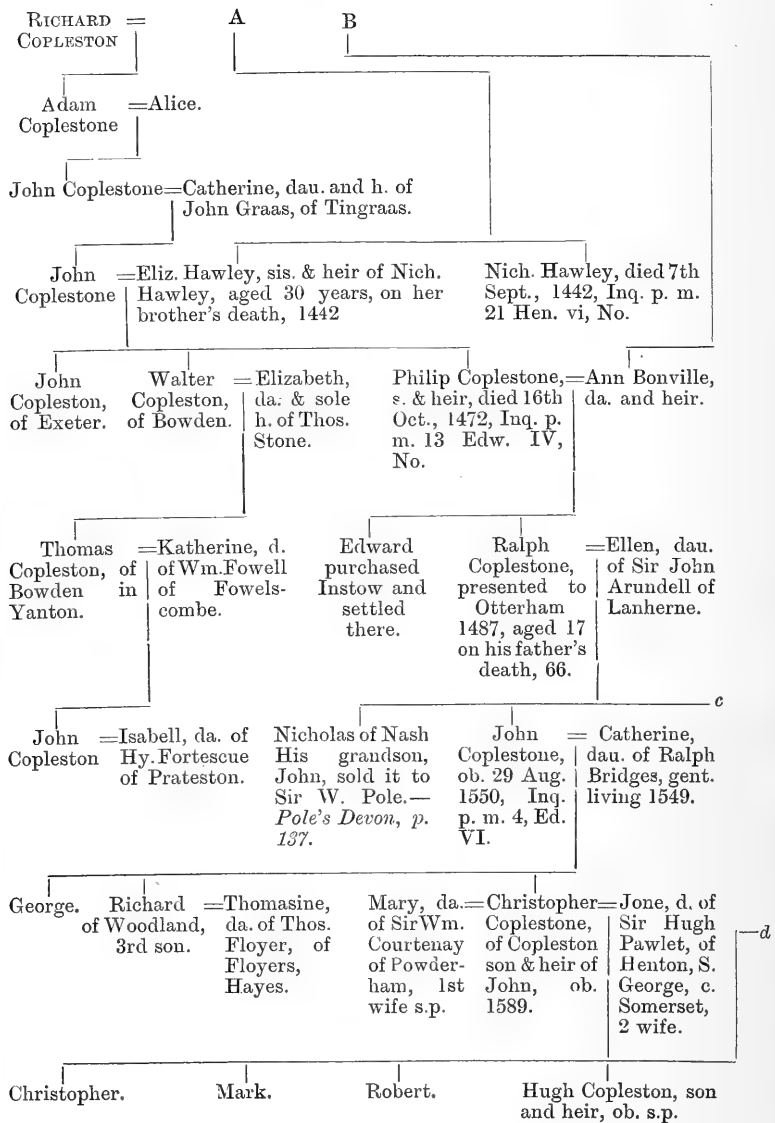 RICHARD = A B
COPLESTON
Adam =Alice.
Coplestone
John Coplestone=Catherine, dau. and h. of
John Graas, of Tingraas.
John =Eliz. Hawley, sis. & heir of Nich.
Coplestone Hawley, aged 30 years, on her
brother's death, 1442
Nich. Hawley, died 7th
Sept., 1442, Inq. p. m.
21 Hen. vi, No.
John
Copleston,
of Exeter.
Walter = Elizabeth,
Copleston, da. & sole
of Bowden. h. of Thos.
Stone.
Philip Coplestone,=Ann Bonville,
s. & heir, died 16th da. and heir.
Oct., 1472, Inq. p.
m. 13 Edw. IV,
No.
Thomas =Katherine, d.
Copleston, of of Wm. Fowell
Bowden in of Fowels-
Yanton. combe.
Edward
purchased
Instow and
settled
there.
Ralph =Ellen, dau.
Coplestone, of Sir John
presented to Arundell of
Otterham Lanherne.
1487, aged 17
on his father's
death, 66.
c
John =Isabell, da. of
Copleston Hy. Fortescue
of Prateston.
Nicholas of Nash
His grandson,
John, sold it to
Sir W. Pole.—
Pole's Devon, p.
137.
John = Catherine,
Coplestone, dau. of Ralph
ob. 29 Aug. Bridges, gent.
1550, Inq. living 1549.
p. m. 4, Ed.
VI.
George.
Richard =Thomasine,
of Woodland, da. of Thos.
3rd son. Floyer, of
Floyers,
Hayes.
Mary, da.=Christopher=Jone, d. of
of Sir Wm. Coplestone, Sir Hugh
Courtenay of Copleston Pawlet, of
of Powder- son & heir of Henton, S.
ham, 1st John, ob. George, c.
wife s.p. 1589. Somerset,
2 wife.
—d
Christopher. Mark. Robert. Hugh Copleston, son
and heir, ob. s.p.